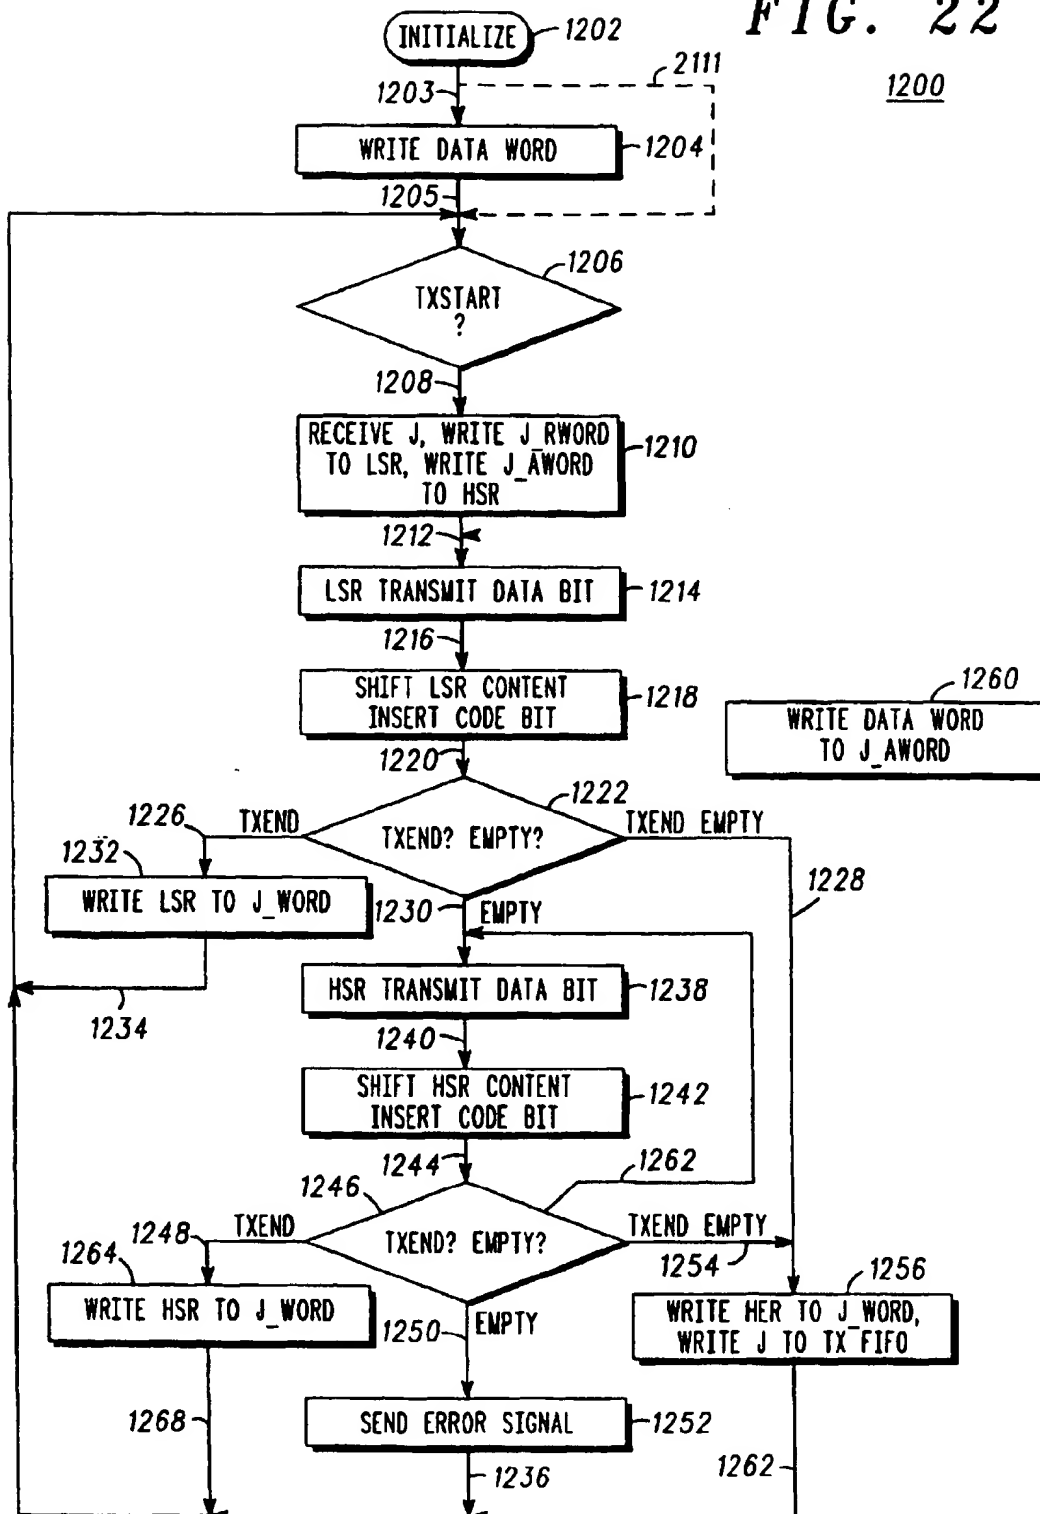 FIG. 22
INITIALIZE
1202
2111
1200
1203
WRITE DATA WORD
1204
1205
1206
TXSTART
?
1208
RECEIVE J, WRITE J_RWORD
TO LSR, WRITE J_AWORD
TO HSR
1210
1212
LSR TRANSMIT DATA BIT
1214
1216
SHIFT LSR CONTENT
INSERT CODE BIT
1218
1260
WRITE DATA WORD
TO J_AWORD
1220
1222
1226
TXEND
TXEND? EMPTY?
TXEND EMPTY
1232
WRITE LSR TO J_WORD
1230
EMPTY
1228
HSR TRANSMIT DATA BIT
1238
1234
1240
SHIFT HSR CONTENT
INSERT CODE BIT
1242
1244
1262
1246
1248
TXEND
TXEND? EMPTY?
TXEND EMPTY
1254
1264
WRITE HSR TO J_WORD
1250
EMPTY
1256
WRITE HER TO J_WORD,
WRITE J TO TX_FIFO
1268
SEND ERROR SIGNAL
1252
1236
1262